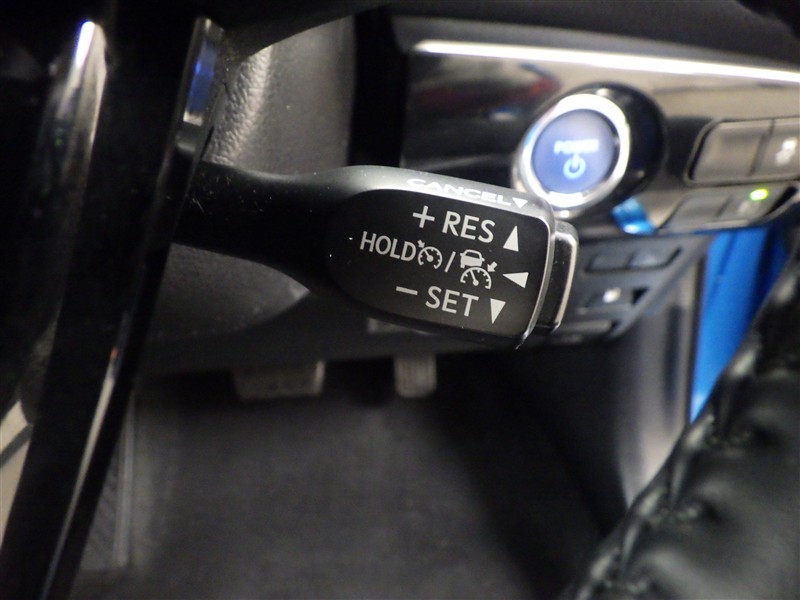 POWER
CANCEL▼
+ RES ▲
HOLD / ◀
− SET ▼